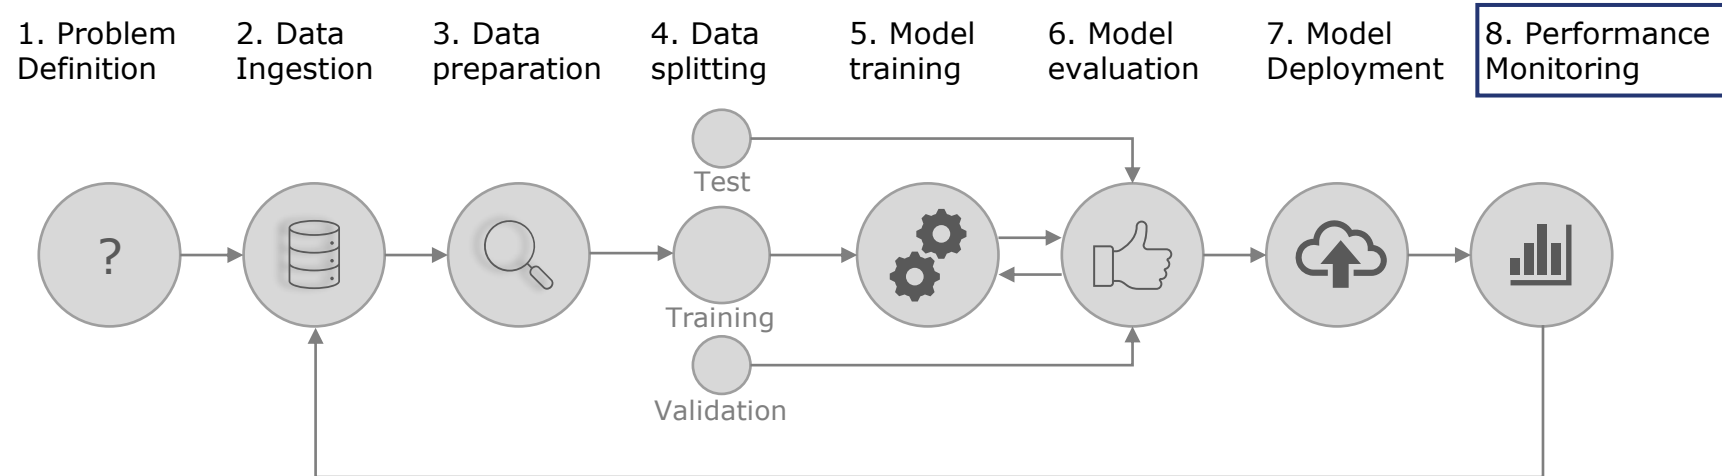 1. Problem
Definition
2. Data
Ingestion
3. Data
preparation
4. Data
splitting
5. Model
training
6. Model
evaluation
7. Model
Deployment
8. Performance
Monitoring
Test
?
Training
Validation